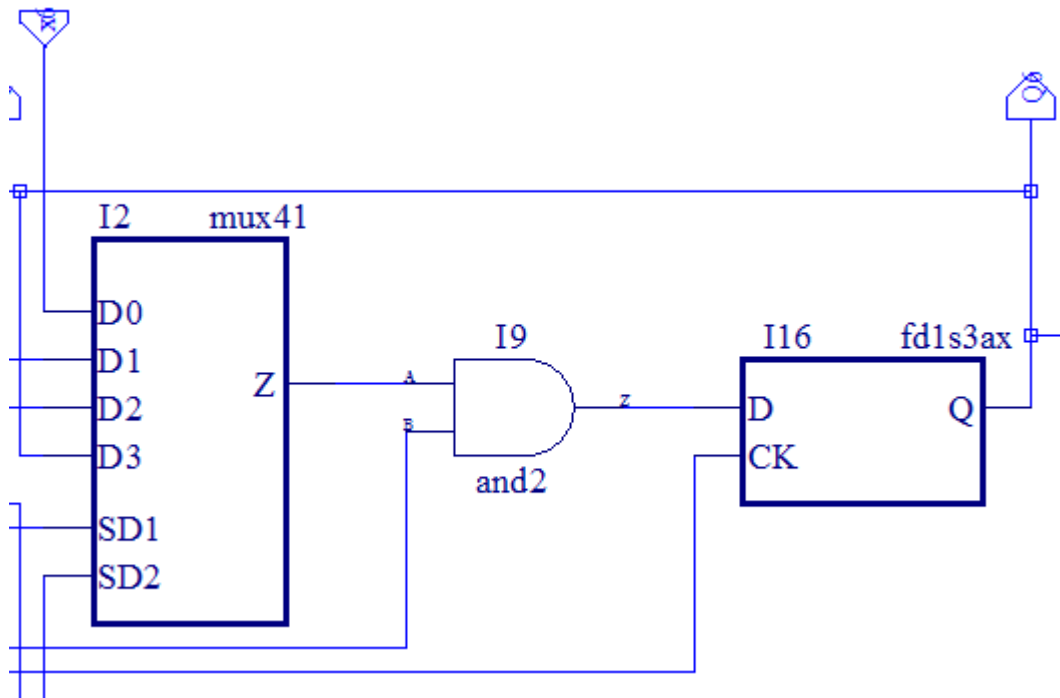 I2 mux41
D0
D1
D2
D3
SD1
SD2
Z
A
B
I9
and2
Z
I16 fd1s3ax
D
CK
Q